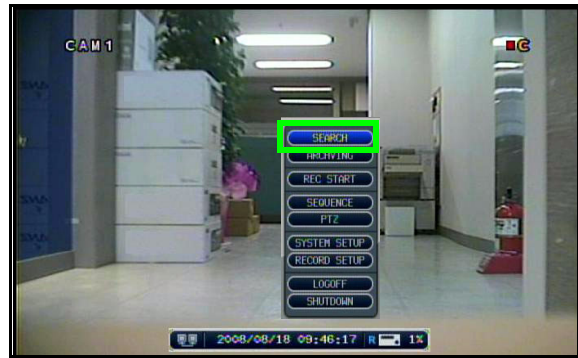 CAM1
C
SEARCH
ARCHVING
REC START
SEQUENCE
PTZ
SYSTEM SETUP
RECORD SETUP
LOGOFF
SHUTDOWN
2008/08/18 09:46:17 R 1%